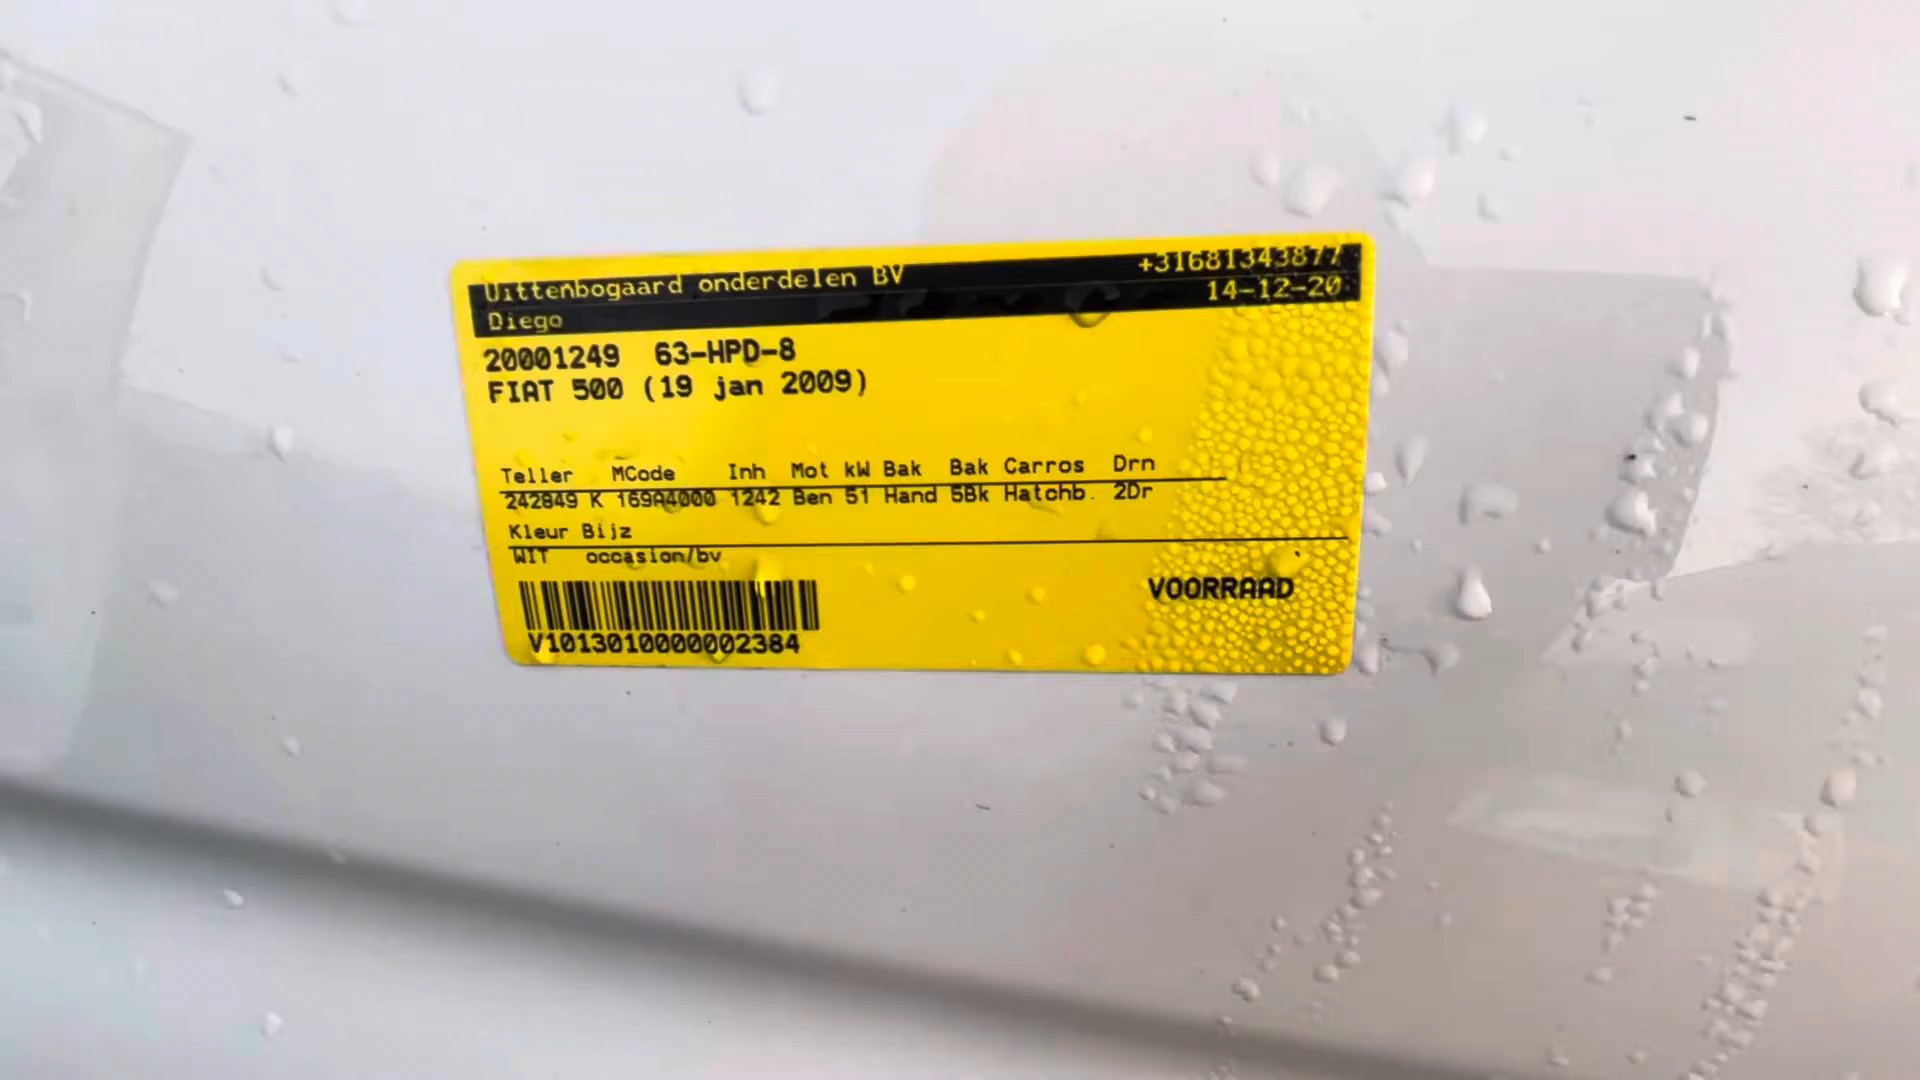 Uittenbogaard onderdelen BV +31681343877
Diego 14-12-20
20001249 63-HPD-8
FIAT 500 (19 jan 2009)
Teller MCode Inh Mot kW Bak Bak Carros Drn
242849 K 169A4000 1242 Ben 51 Hand 5Bk Hatchb. 2Dr
Kleur Bijz
WIT occasion/bv
VOORRAAD
V1013010000002384